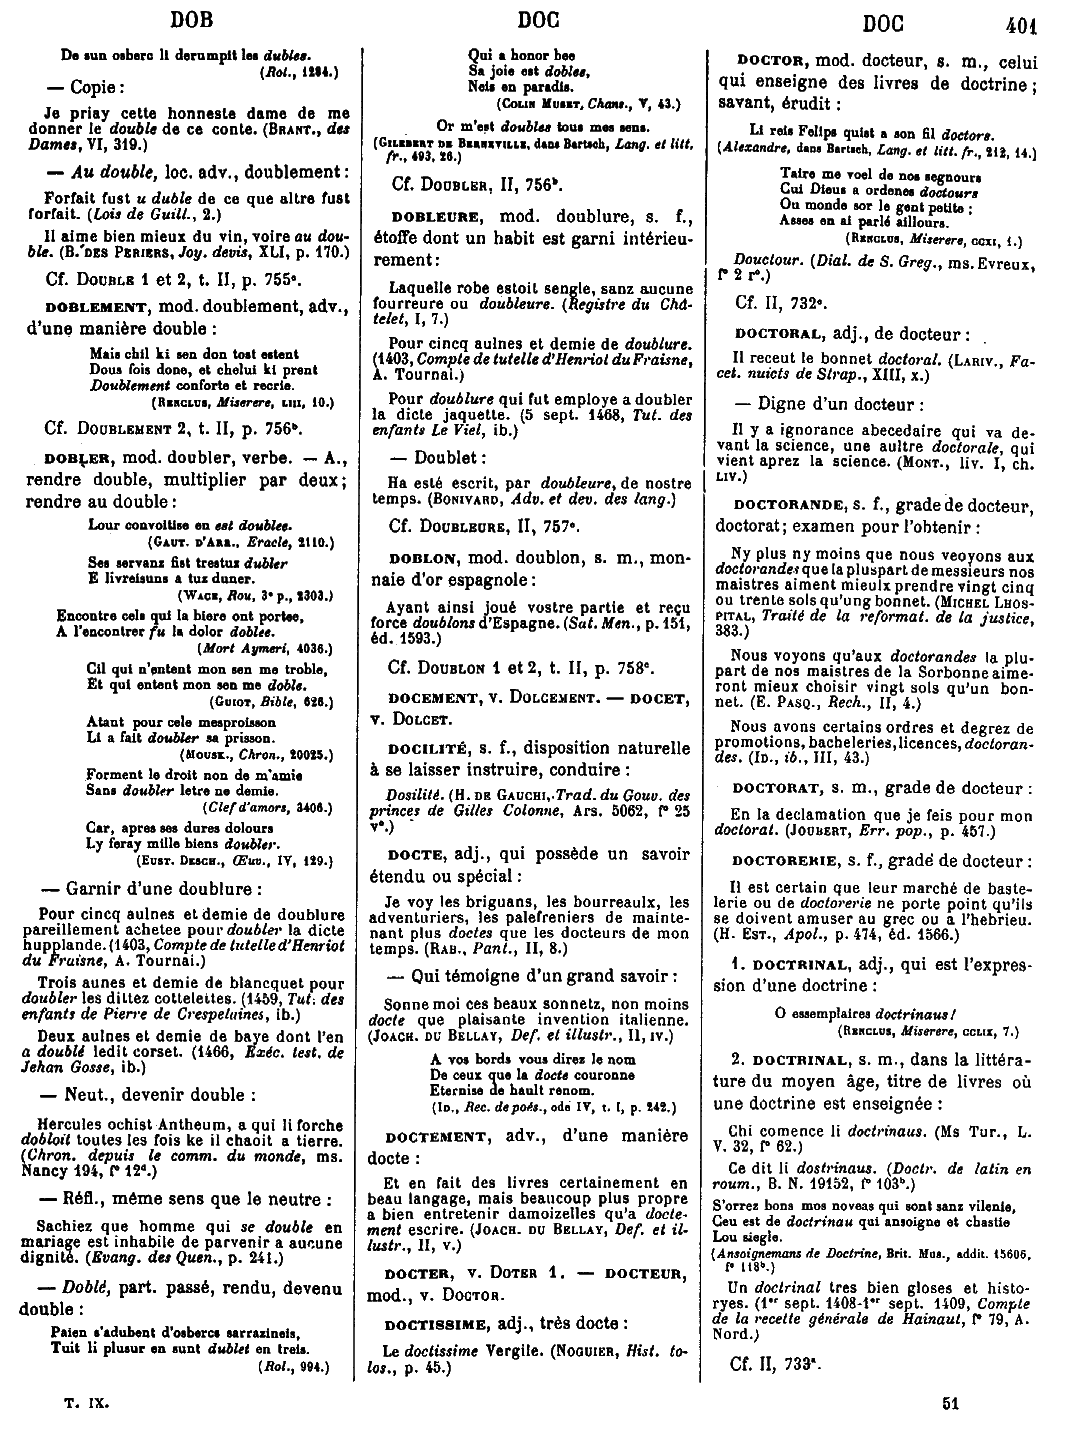 DOB
DOC
DOC
401
De sun osberc li derumpit les dubles.
(Rol., 1284.)
— Copie :
Je priay cette honneste dame de me
donner le double de ce conte. (BRANT., des
Dames, VI, 319.)
— Au double, loc. adv., doublement :
Forfait fust u duble de ce que altre fust
forfait. (Lois de Guill., 2.)
Il aime bien mieux du vin, voire au dou-
ble. (B. DES PERIERS, Joy. devis, XLI, p. 170.)
Cf. DOUBLE 1 et 2, t. II, p. 755ᵃ.
DOBLEMENT, mod. doublement, adv.,
d'une manière double :
Mais chil ki sen don tost estent
Dous fois done, et chelui ki prent
Doublement conforte et recrie.
(RENCLUS, Miserere, LIII, 10.)
Cf. DOUBLEMENT 2, t. II, p. 756ᵇ.
DOBLER, mod. doubler, verbe. — A.,
rendre double, multiplier par deux;
rendre au double :
Lour convoitise en est doublee.
(GAUT. D'ARR., Eracle, 2110.)
Ses servanz fist trestuz dubler
E livreisuns a tuz duner.
(WACE, Rou, 3ᵉ p., 2303.)
Encontre cels qui la biere ont portee,
A l'encontrer fu la dolor doblee.
(Mort Aymeri, 4036.)
Cil qui n'entent mon sen me troble,
Et qui entent mon sen me doble.
(GUIOT, Bible, 626.)
Atant pour cele mesproisson
Li a fait doubler sa prisson.
(MOUSK., Chron., 20025.)
Forment le droit non de m'amie
Sans doubler letre ne demie.
(Clef d'amors, 3406.)
Car, apres ses dures dolours
Ly feray mille biens doubler.
(EUST. DESCH., Œuv., IV, 129.)
— Garnir d'une doublure :
Pour cinq aulnes et demie de doublure
pareillement achetee pour doubler la dicte
hupplande. (1403, Compte de tutelle d'Henriot
du Fraisne, A. Tournai.)
Trois aunes et demie de blancquet pour
doubler les dittez cottelettes. (1459, Tut. des
enfants de Pierre de Crespelaines, ib.)
Deux aulnes et demie de baye dont l'en
a doublé ledit corset. (1466, Exéc. test. de
Jehan Gosse, ib.)
— Neut., devenir double :
Hercules ochist Antheum, a qui li forche
dobloit toutes les fois ke il chaoit a tierre.
(Chron. depuis le comm. du monde, ms.
Nancy 194, fº 12ᵈ.)
— Réfl., même sens que le neutre :
Sachiez que homme qui se double en
mariage est inhabile de parvenir a aucune
dignité. (Evang. des Quen., p. 241.)
— Doblé, part. passé, rendu, devenu
double :
Paien s'adubent d'osbercs sarrazineis,
Tuit li plusur en sunt dublet en treis.
(Rol., 994.)
T. IX.
Qui a honor bee
Sa joie est doblee,
Neis en paradis.
(COLIN MUSET, Chans., V, 43.)
Or m'est doubles tous mes sens.
(GILEBERT DE BERNEVILLE, dans Bartsch, Lang. et litt.
fr., 493, 26.)
Cf. DOUBLER, II, 756ᵇ.
DOBLEURE, mod. doublure, s. f.,
étoffe dont un habit est garni intérieu-
rement :
Laquelle robe estoit sengle, sanz aucune
fourreure ou doubleure. (Registre du Châ-
telet, I, 7.)
Pour cinq aulnes et demie de doublure.
(1403, Compte de tutelle d'Henriot du Fraisne,
A. Tournai.)
Pour doublure qui fut employe a doubler
la dicte jaquette. (5 sept. 1468, Tut. des
enfants Le Viel, ib.)
— Doublet :
Ha esté escrit, par doubleure, de nostre
temps. (BONIVARD, Adv. et dev. des lang.)
Cf. DOUBLEURE, II, 757ᵉ.
DOBLON, mod. doublon, s. m., mon-
naie d'or espagnole :
Ayant ainsi joué vostre partie et reçu
force doublons d'Espagne. (Sat. Men., p. 151,
éd. 1593.)
Cf. DOUBLON 1 et 2, t. II, p. 758ᶜ.
DOCEMENT, v. DOLCEMENT. — DOCET,
v. DOLCET.
DOCILITÉ, s. f., disposition naturelle
à se laisser instruire, conduire :
Dosilité. (H. DE GAUCHI, Trad. du Gouv. des
princes de Gilles Colonne, Ars. 5062, fº 25
vº.)
DOCTE, adj., qui possède un savoir
étendu ou spécial :
Je voy les briguans, les bourreaulx, les
adventuriers, les palefreniers de mainte-
nant plus doctes que les docteurs de mon
temps. (RAB., Pant., II, 8.)
— Qui témoigne d'un grand savoir :
Sonne moi ces beaux sonnetz, non moins
docte que plaisante invention italienne.
(JOACH. DU BELLAY, Def. et illustr., II, IV.)
A vos bords vous direz le nom
De ceux que la docte couronne
Eternise de hault renom.
(ID., Rec. de poés., ode IV, t. I, p. 242.)
DOCTEMENT, adv., d'une manière
docte :
Et en fait des livres certainement en
beau langage, mais beaucoup plus propre
a bien entretenir damoizelles qu'a docte-
ment escrire. (JOACH. DU BELLAY, Def. et il-
lustr., II, V.)
DOCTER, v. DOTER 1. — DOCTEUR,
mod., v. DOCTOR.
DOCTISSIME, adj., très docte :
Le doctissime Vergile. (NOGUIER, Hist. to-
los., p. 45.)
DOCTOR, mod. docteur, s. m., celui
qui enseigne des livres de doctrine ;
savant, érudit :
Li reis Felips quist a son fil doctors.
(Alexandre, dans Bartsch, Lang. et litt. fr., 212, 14.)
Taire me voel de nos segnours
Cui Dieus a ordenes doctours
Ou monde sor le gent petite ;
Asses en ai parlé aillours.
(RENCLUS, Miserere, CCXI, 1.)
Douctour. (Dial. de S. Greg., ms. Evreux,
fº 2 rº.)
Cf. II, 732ᶜ.
DOCTORAL, adj., de docteur :
Il receut le bonnet doctoral. (LARIV., Fa-
cet. nuicts de Strap., XIII, x.)
— Digne d'un docteur :
Il y a ignorance abecedaire qui va de-
vant la science, une aultre doctorale, qui
vient aprez la science. (MONT., liv. I, ch.
LIV.)
DOCTORANDE, s. f., grade de docteur,
doctorat; examen pour l'obtenir :
Ny plus ny moins que nous veoyons aux
doctorandes que la pluspart de messieurs nos
maistres aiment mieulx prendre vingt cinq
ou trente sols qu'ung bonnet. (MICHEL LHOS-
PITAL, Traité de la reformat. de la justice,
383.)
Nous voyons qu'aux doctorandes la plu-
part de nos maistres de la Sorbonne aime-
ront mieux choisir vingt sols qu'un bon-
net. (E. PASQ., Rech., II, 4.)
Nous avons certains ordres et degrez de
promotions, bacheleries, licences, doctoran-
des. (ID., ib., III, 43.)
DOCTORAT, s. m., grade de docteur :
En la declamation que je feis pour mon
doctorat. (JOUBERT, Err. pop., p. 457.)
DOCTORERIE, s. f., grade de docteur :
Il est certain que leur marché de baste-
lerie ou de doctorerie ne porte point qu'ils
se doivent amuser au grec ou a l'hebrieu.
(H. EST., Apol., p. 474, éd. 1566.)
1. DOCTRINAL, adj., qui est l'expres-
sion d'une doctrine :
O essemplaires doctrinaus!
(RENCLUS, Miserere, CCLIX, 7.)
2. DOCTRINAL, s. m., dans la littéra-
ture du moyen âge, titre de livres où
une doctrine est enseignée :
Chi comence li doctrinaus. (Ms Tur., L.
V. 32, fº 62.)
Ce dit li dostrinaus. (Doctr. de latin en
roum., B. N. 19152, fº 103ᵇ.)
S'orrez bons mos noveas qui sont sanz vilenie,
Ceu est de doctrinau qui ansoigne et chastie
Lou siegle.
(Ansoignemans de Doctrine, Brit. Mus., addit. 15606,
fº 118ᵇ.)
Un doctrinal tres bien gloses et histo-
ryes. (1ᵉʳ sept. 1408-1ᵉʳ sept. 1409, Compte
de la recette générale de Hainaut, fº 79, A.
Nord.)
Cf. II, 733ᵃ.
51